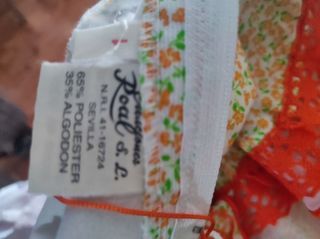 Roal S. L.
N.R.I. 41-16724
SEVILLA
65% POLIESTER
35% ALGODON